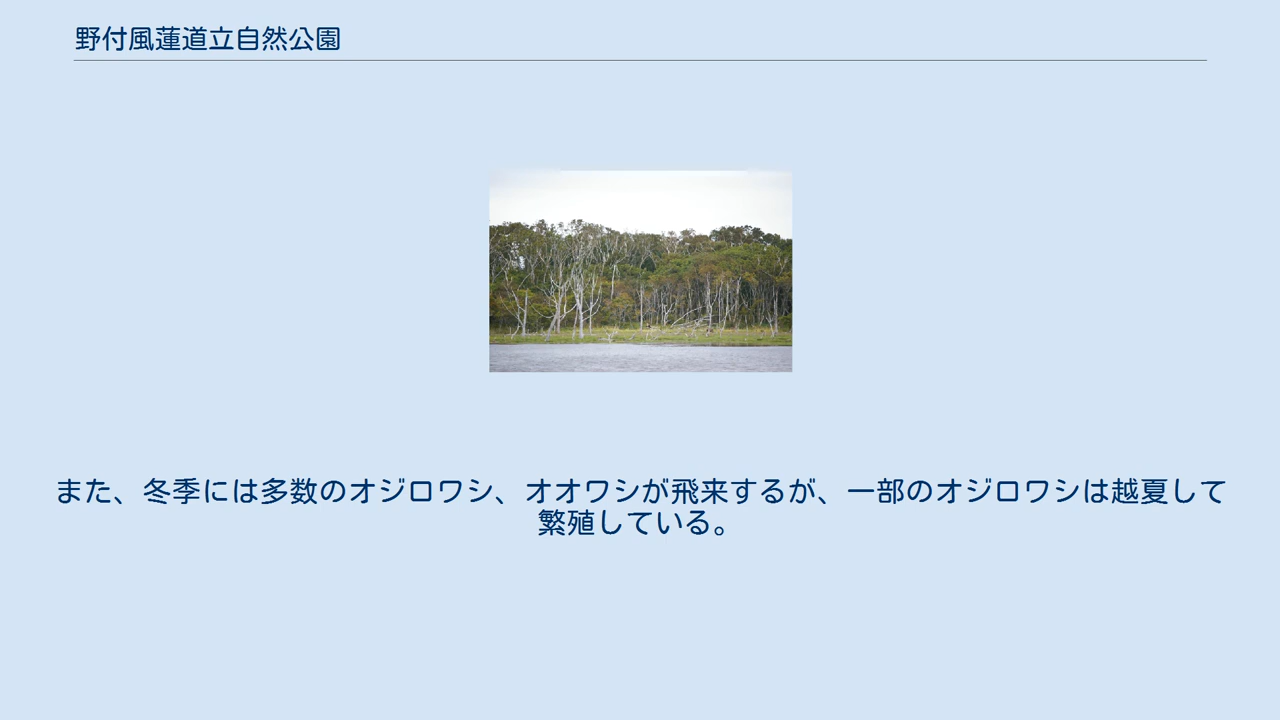 野付風蓮道立自然公園
また、冬季には多数のオジロワシ、オオワシが飛来するが、一部のオジロワシは越夏して
繁殖している。